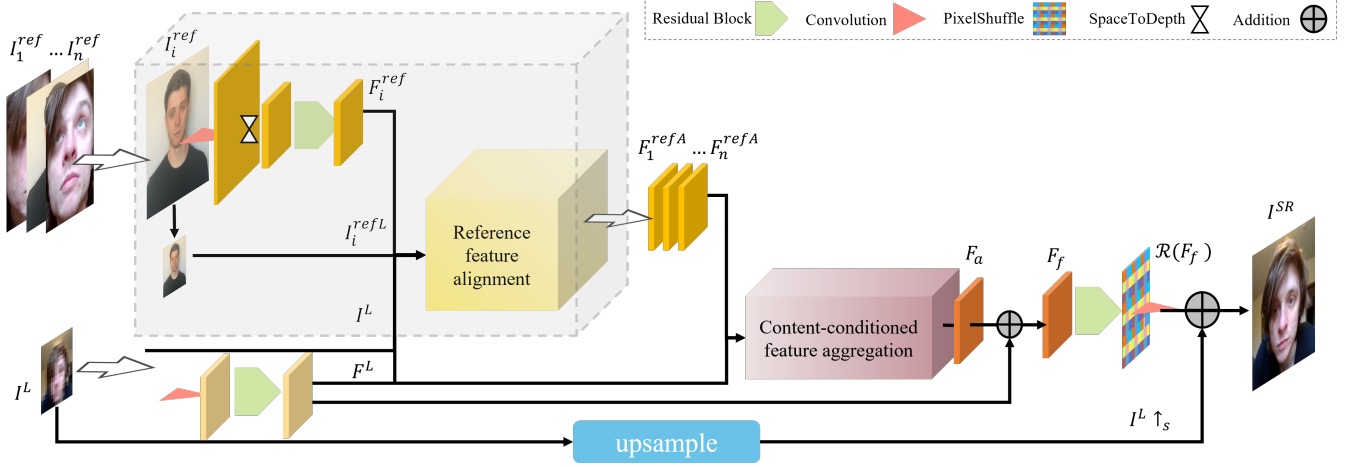 Residual Block Convolution PixelShuffle SpaceToDepth Addition
I_1^{ref} … I_n^{ref}
I_i^{ref}
F_i^{ref}
F_1^{refA} … F_n^{refA}
I_i^{refL}
Reference
feature
alignment
I^{SR}
F_a
F_f
ℛ(F_f)
I^L
Content-conditioned
feature aggregation
F^L
I^L
I^L ↑_s
upsample